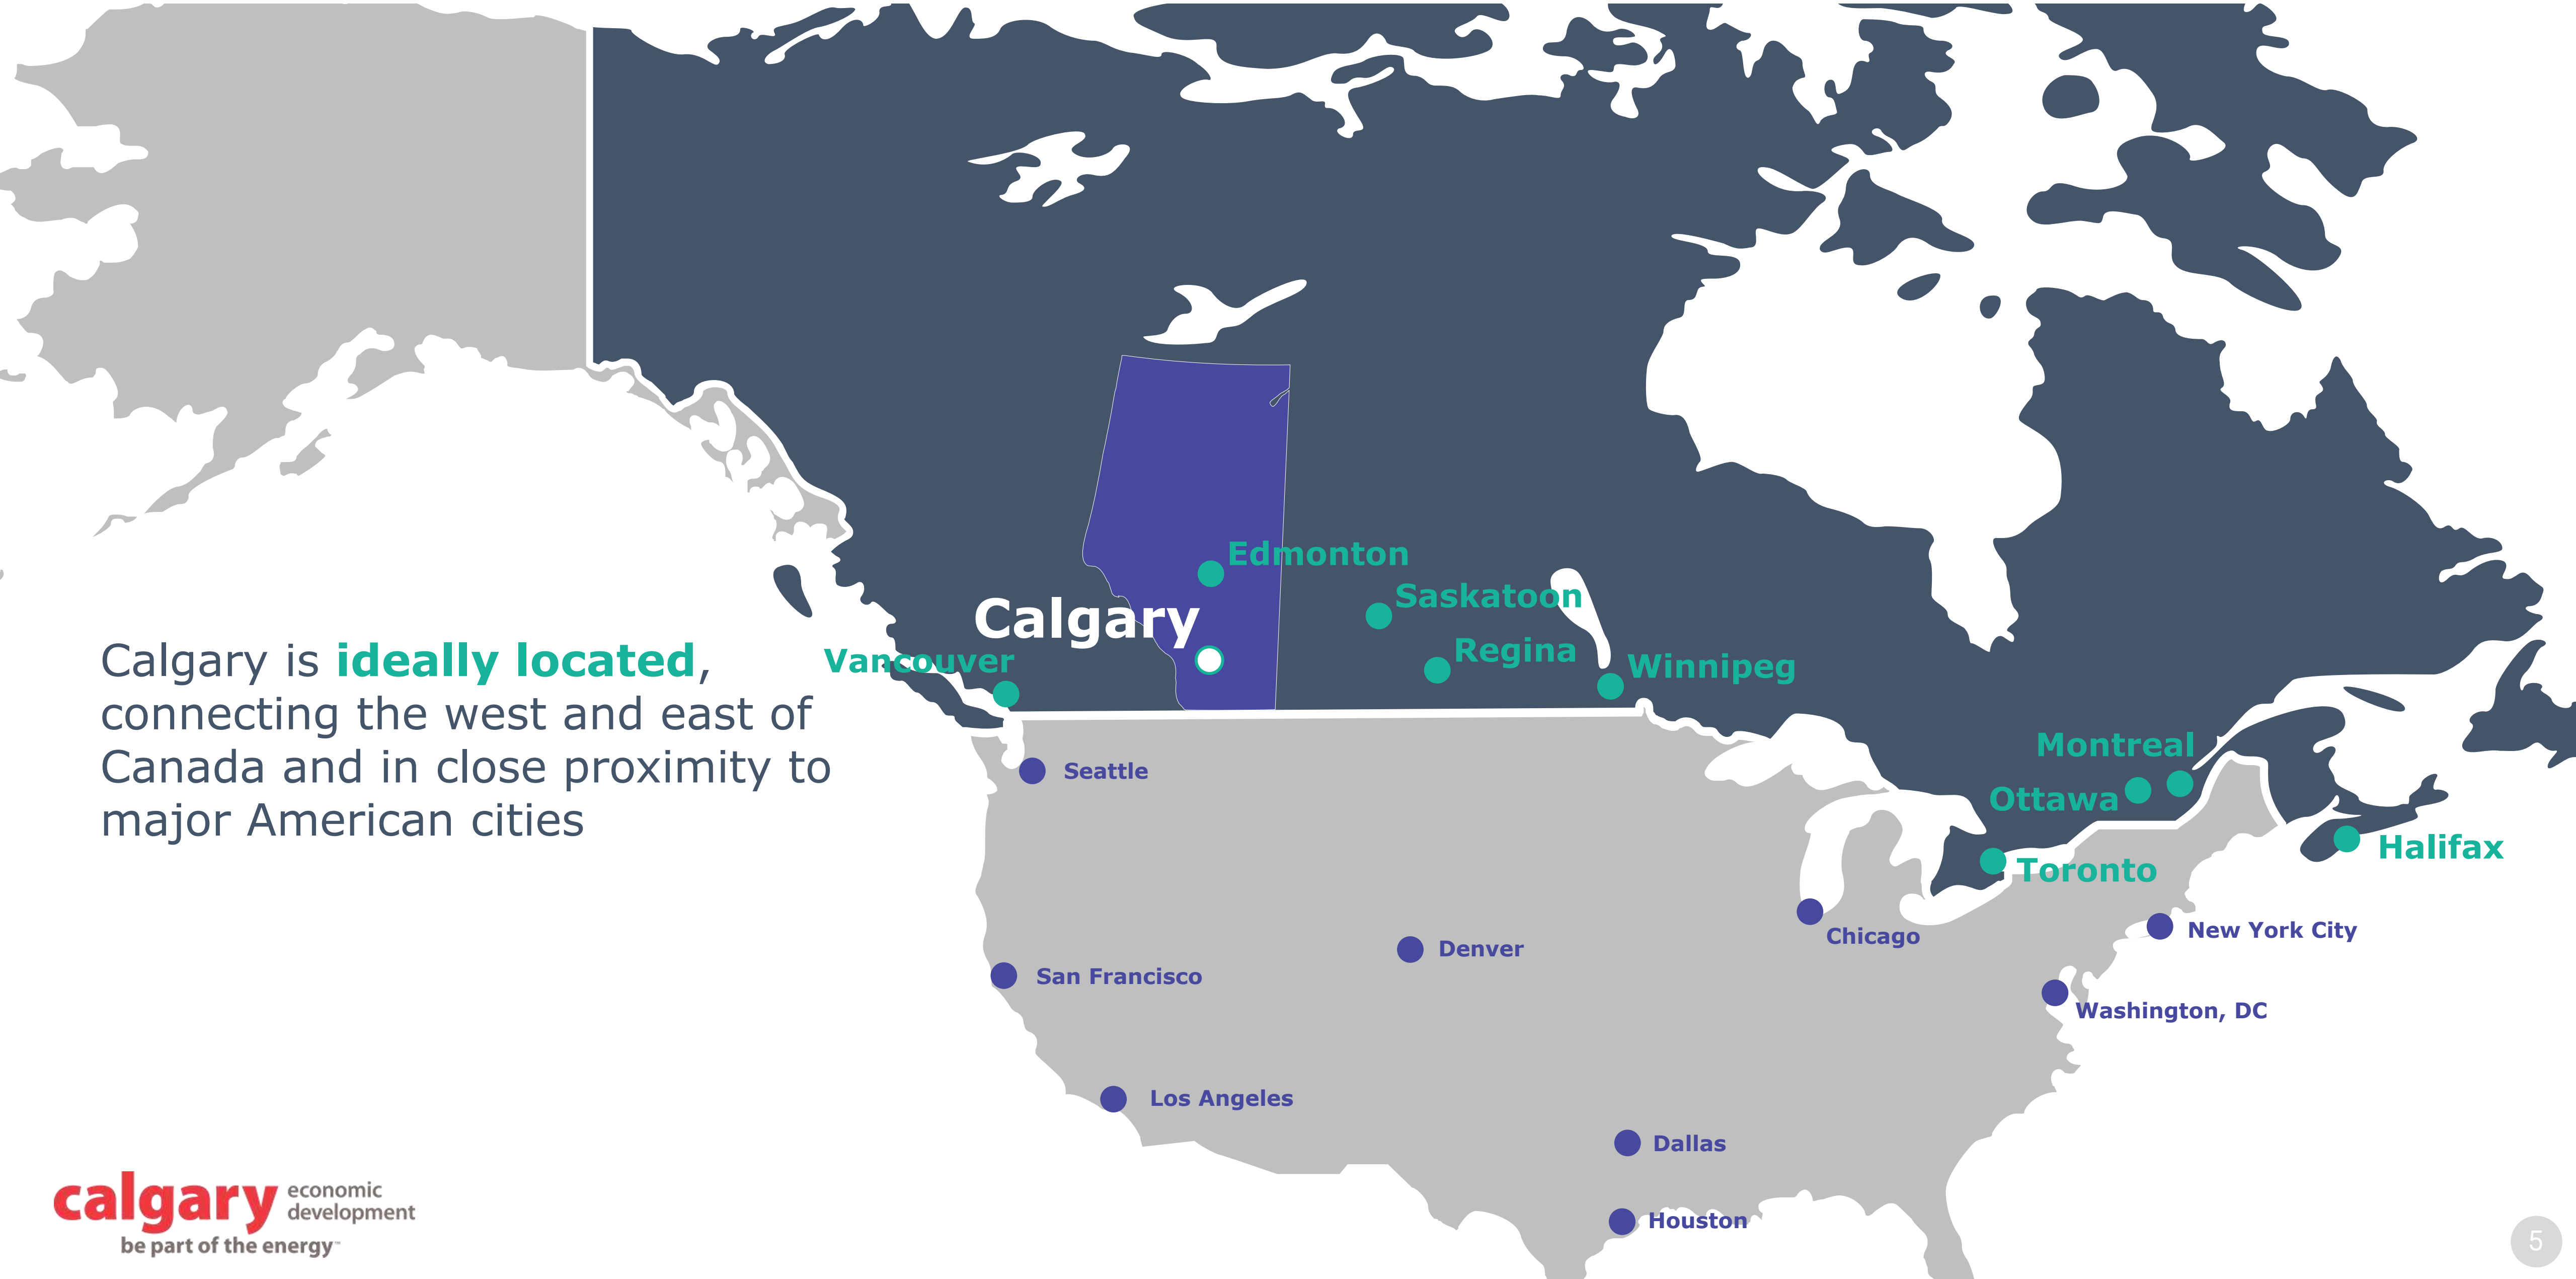 Edmonton
Saskatoon
Calgary
Regina
Vancouver
Winnipeg
Calgary is ideally located,
connecting the west and east of
Canada and in close proximity to
major American cities
Montreal
Seattle
Ottawa
Halifax
Toronto
Chicago
New York City
Denver
San Francisco
Washington, DC
Los Angeles
Dallas
Houston
calgary economic
development
be part of the energy™
5